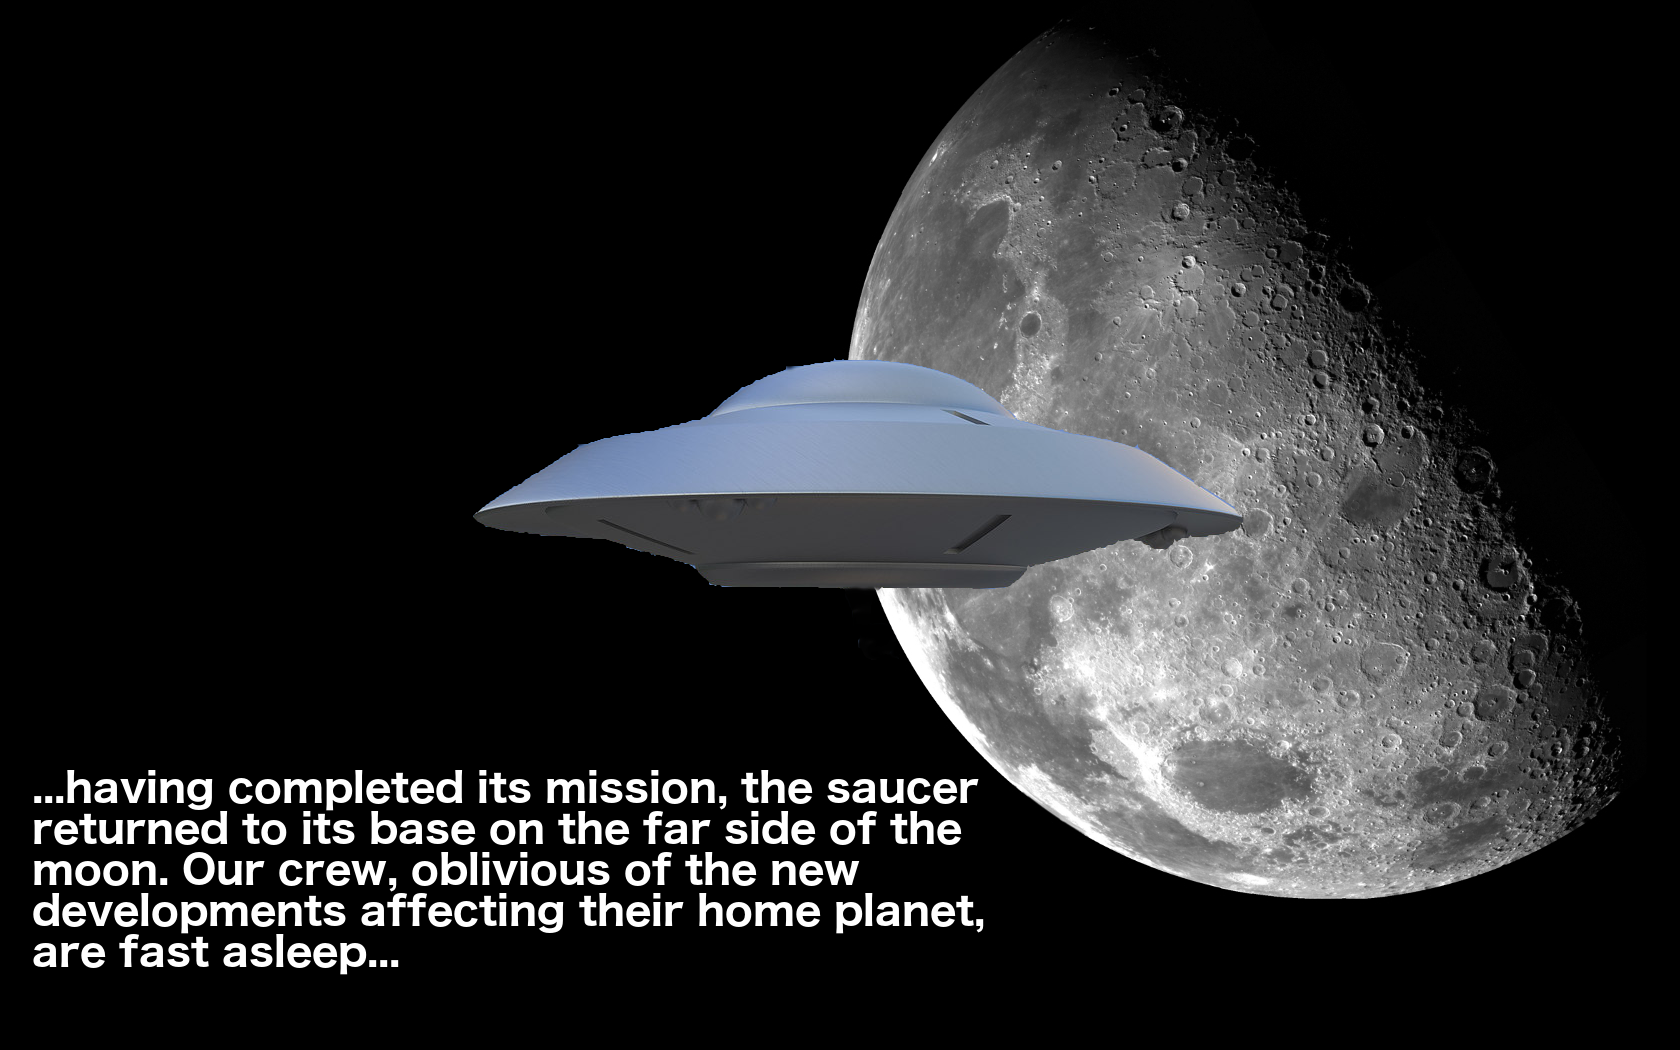 ...having completed its mission, the saucer
returned to its base on the far side of the
moon. Our crew, oblivious of the new
developments affecting their home planet,
are fast asleep...